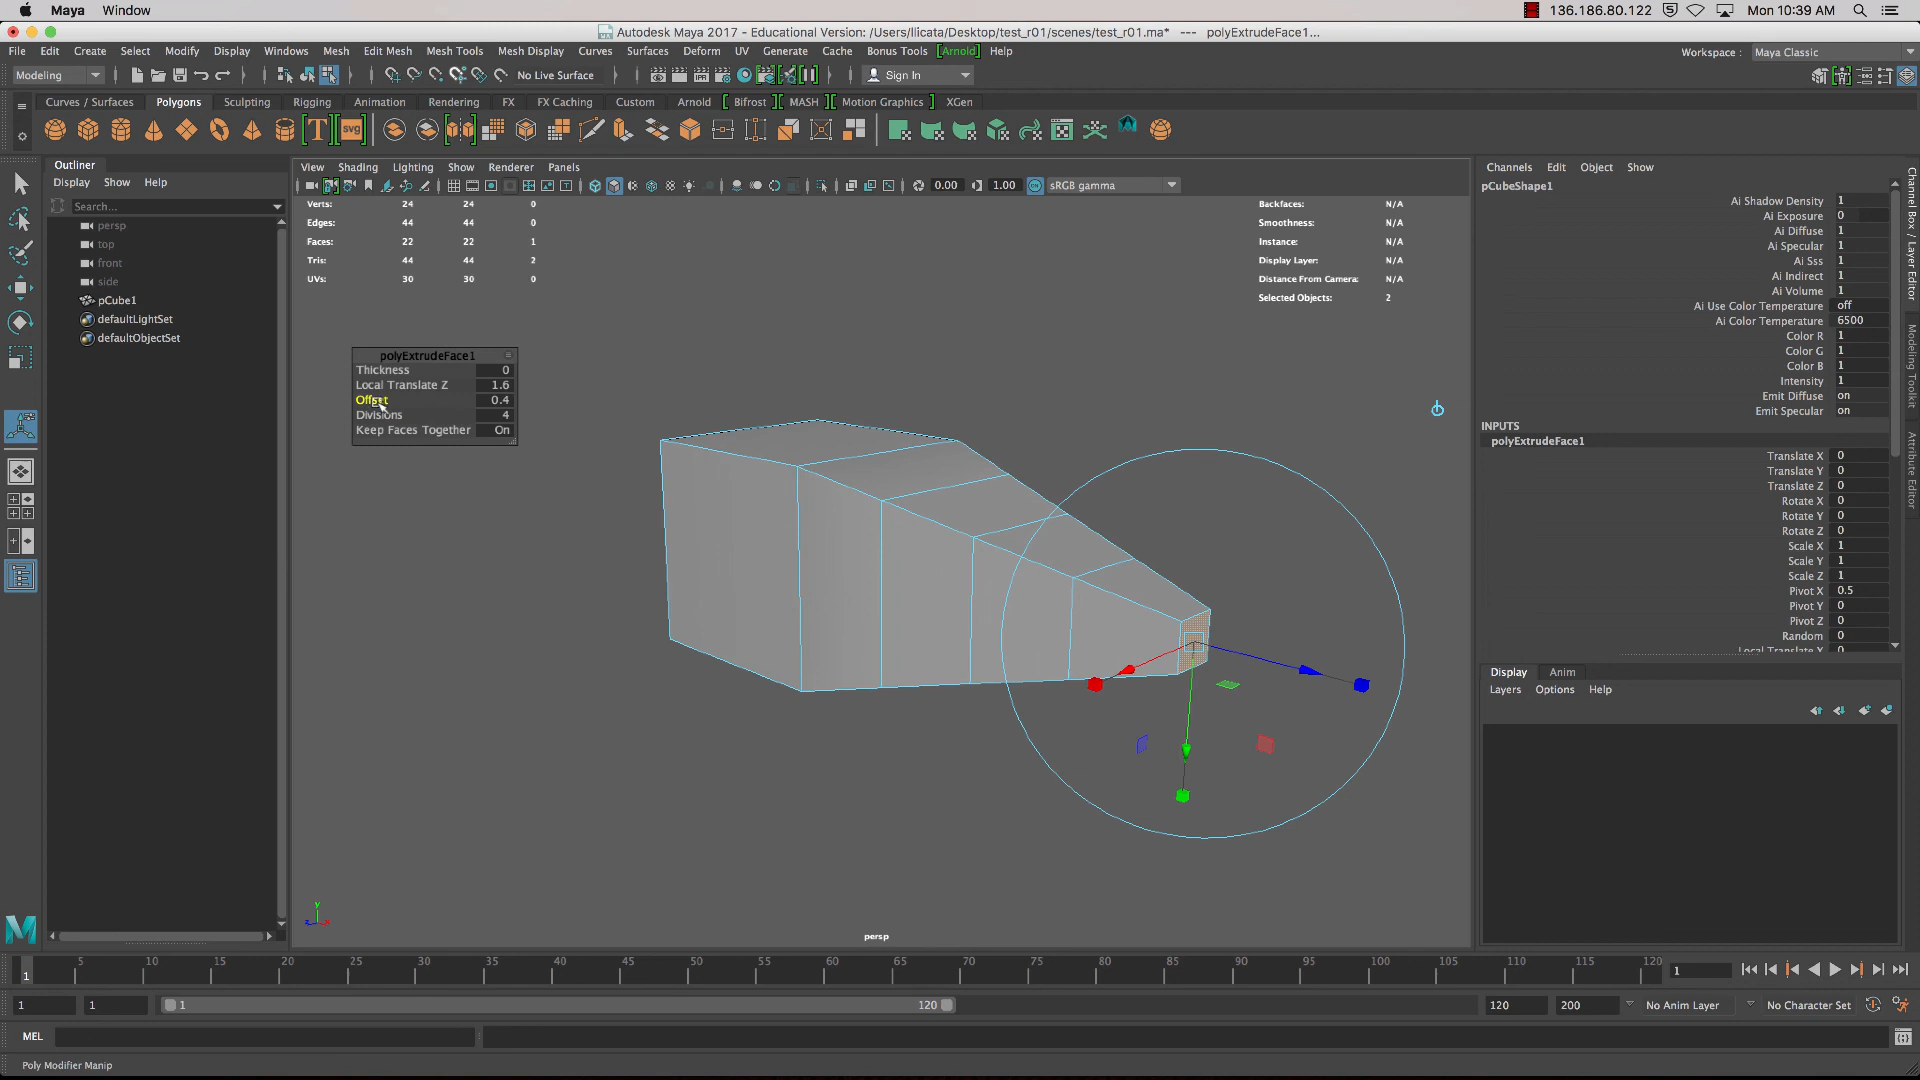 Maya Window 136.186.80.122 Mon 10:39 AM
Autodesk Maya 2017 - Educational Version: /Users/llicata/Desktop/test_r01/scenes/test_r01.ma* --- polyExtrudeFace1...
File Edit Create Select Modify Display Windows Mesh Edit Mesh Mesh Tools Mesh Display Curves Surfaces Deform UV Generate Cache Bonus Tools [Arnold] Help Workspace : Maya Classic
Modeling No Live Surface Sign In
Curves / Surfaces Polygons Sculpting Rigging Animation Rendering FX FX Caching Custom Arnold Bifrost MASH Motion Graphics XGen
T svg
Outliner
Display Show Help
Search...
persp
top
front
side
pCube1
defaultLightSet
defaultObjectSet
View Shading Lighting Show Renderer Panels
0.00 1.00 sRGB gamma
Verts: 24 24 0
Edges: 44 44 0
Faces: 22 22 1
Tris: 44 44 2
UVs: 30 30 0
Backfaces: N/A
Smoothness: N/A
Instance: N/A
Display Layer: N/A
Distance From Camera: N/A
Selected Objects: 2
polyExtrudeFace1
Thickness 0
Local Translate Z 1.6
Offset 0.4
Divisions 4
Keep Faces Together On
y
z x
persp
Channels Edit Object Show
pCubeShape1
Ai Shadow Density 1
Ai Exposure 0
Ai Diffuse 1
Ai Specular 1
Ai Sss 1
Ai Indirect 1
Ai Volume 1
Ai Use Color Temperature off
Ai Color Temperature 6500
Color R 1
Color G 1
Color B 1
Intensity 1
Emit Diffuse on
Emit Specular on
INPUTS
polyExtrudeFace1
Translate X 0
Translate Y 0
Translate Z 0
Rotate X 0
Rotate Y 0
Rotate Z 0
Scale X 1
Scale Y 1
Scale Z 1
Pivot X 0.5
Pivot Y 0
Pivot Z 0
Random 0
Local Translate X 0
Display Anim
Layers Options Help
Channel Box / Layer Editor
Modeling Toolkit
Attribute Editor
1 5 10 15 20 25 30 35 40 45 50 55 60 65 70 75 80 85 90 95 100 105 110 115 120 1
1 1 1 120 120 200 No Anim Layer No Character Set
MEL
Poly Modifier Manip